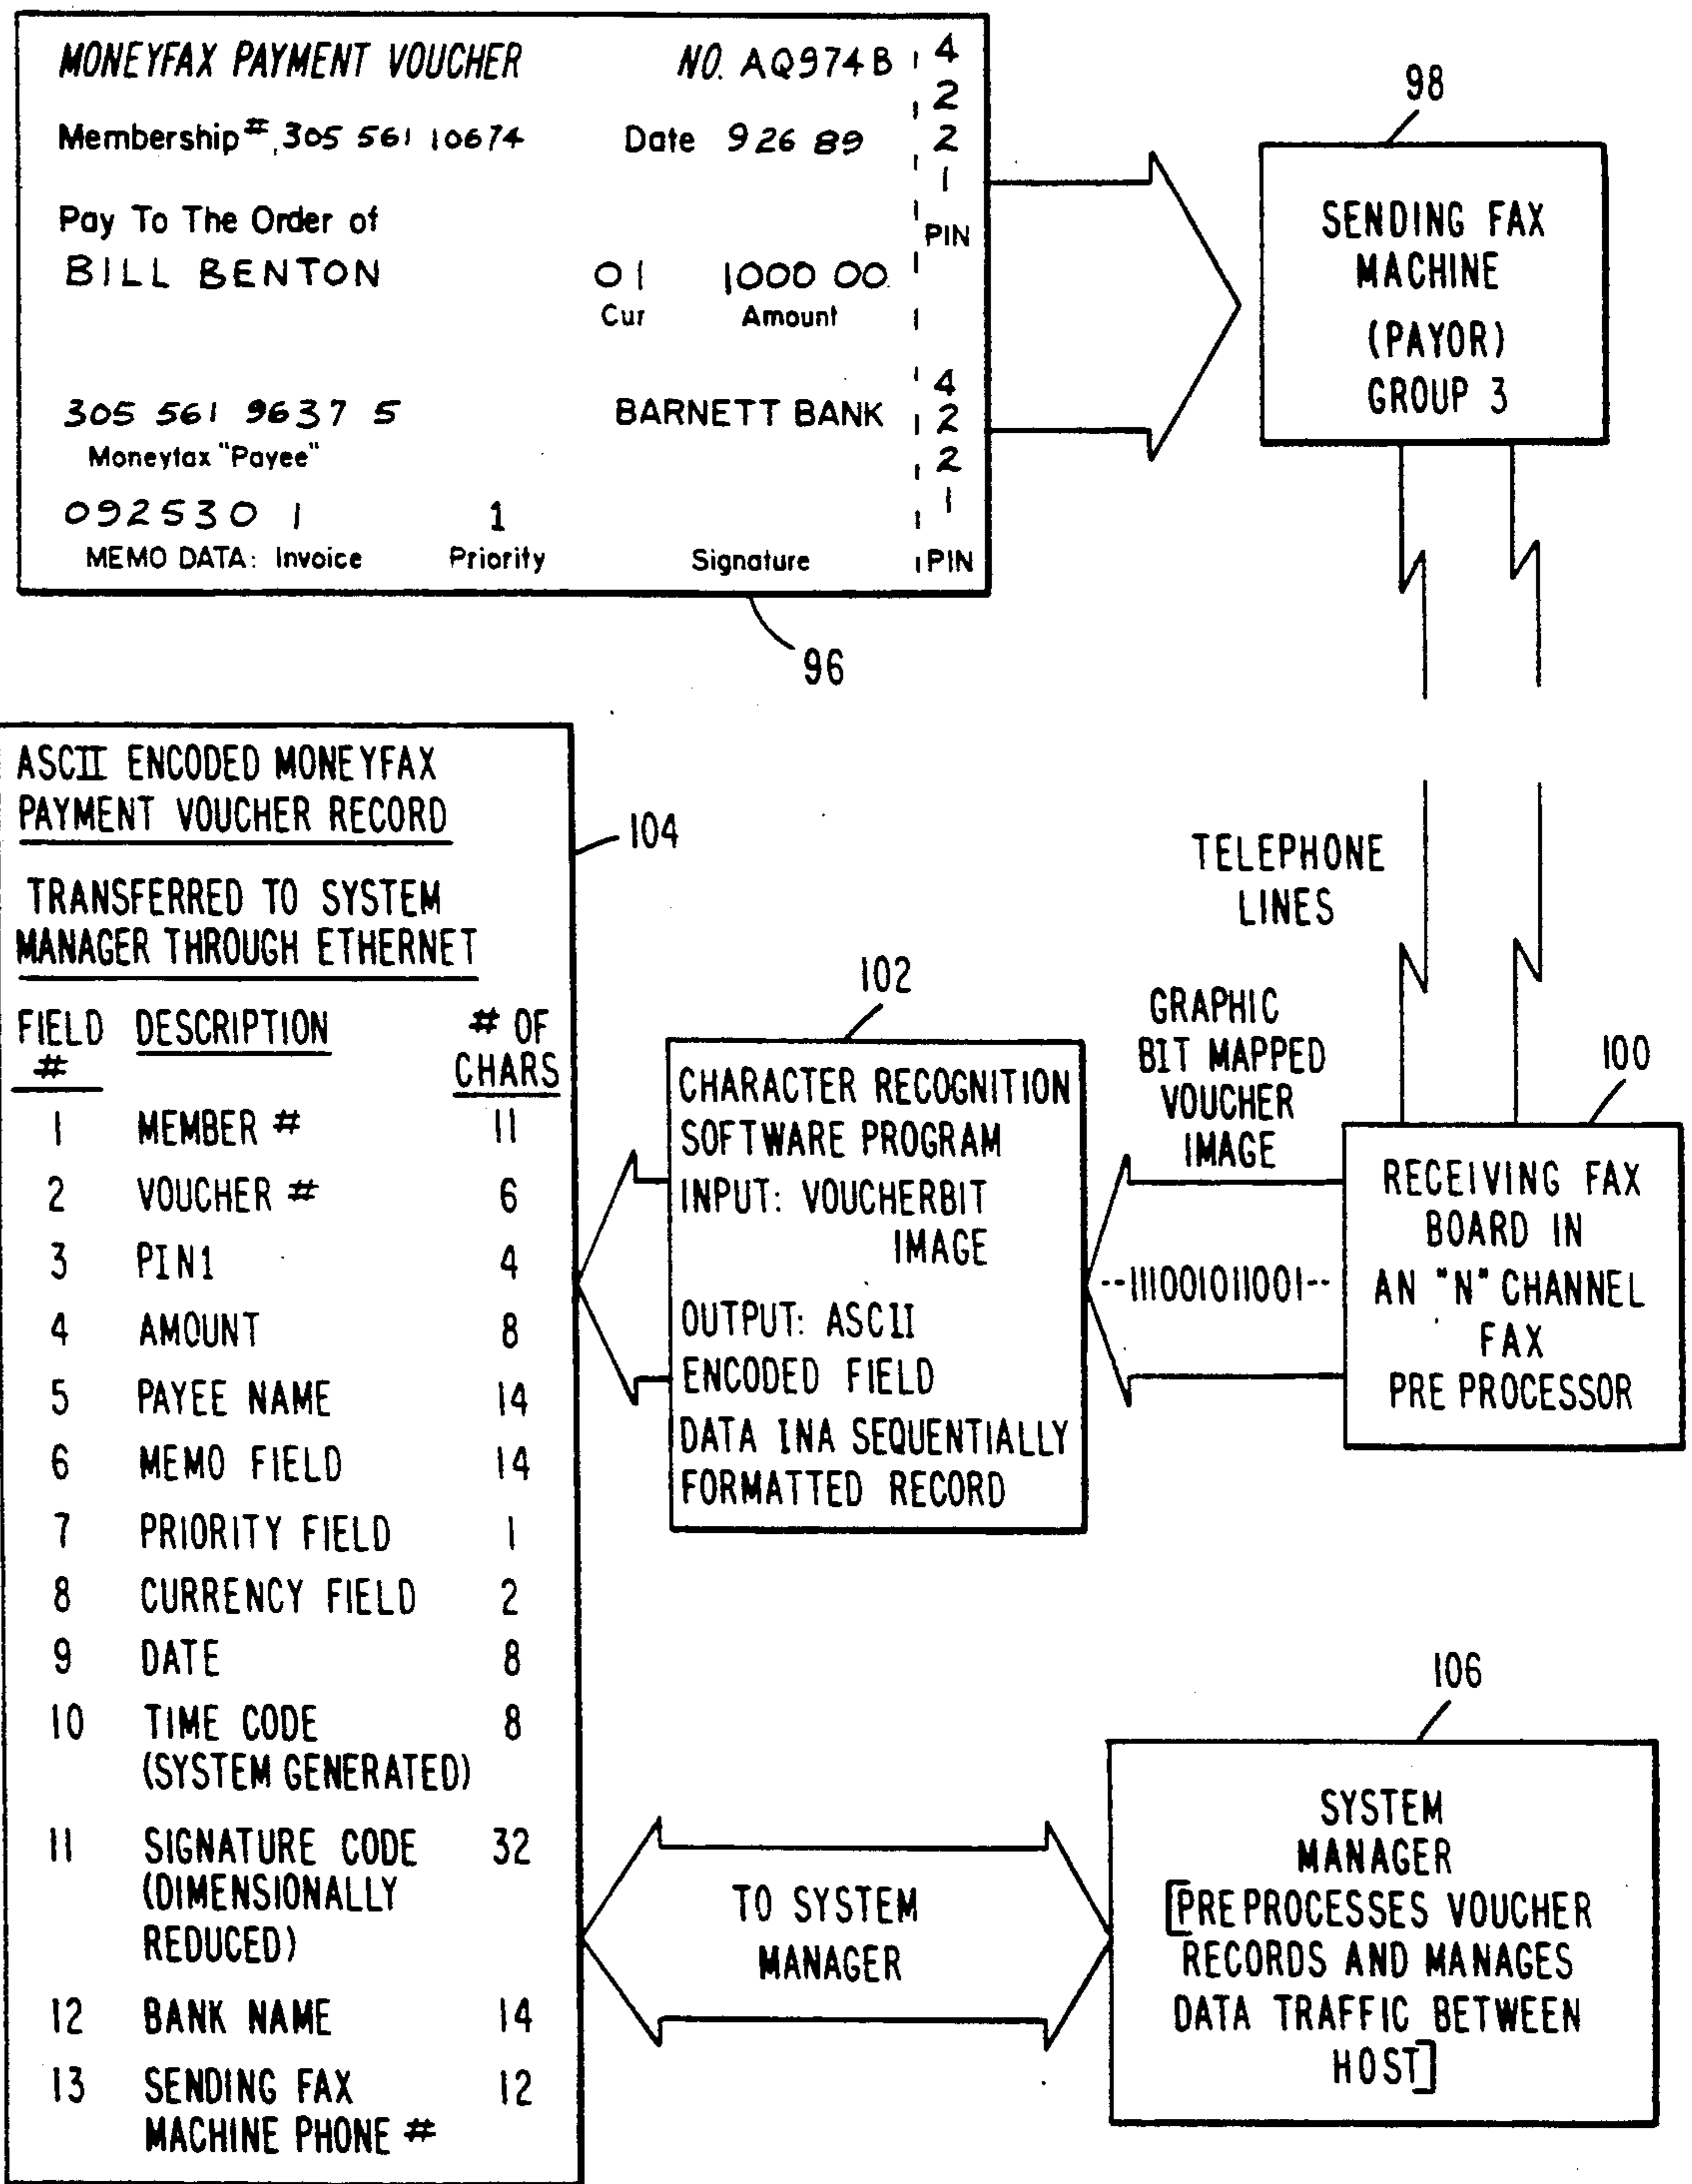 MONEYFAX PAYMENT VOUCHER NO. AQ974B
Membership #, 305 561 10674 Date 9 26 89
Pay To The Order of
BILL BENTON 01 1000 00
Cur Amount
4
2
2
1
PIN
305 561 9637 5 BARNETT BANK
Moneyfax "Payee"
092530 1 1
MEMO DATA: Invoice Priority Signature
4
2
2
1
PIN
96
98
SENDING FAX
MACHINE
(PAYOR)
GROUP 3
TELEPHONE
LINES
100
RECEIVING FAX
BOARD IN
AN "N" CHANNEL
FAX
PRE PROCESSOR
GRAPHIC
BIT MAPPED
VOUCHER
IMAGE
--111001011001--
102
CHARACTER RECOGNITION
SOFTWARE PROGRAM
INPUT: VOUCHERBIT
IMAGE
OUTPUT: ASCII
ENCODED FIELD
DATA INA SEQUENTIALLY
FORMATTED RECORD
104
ASCII ENCODED MONEYFAX
PAYMENT VOUCHER RECORD
TRANSFERRED TO SYSTEM
MANAGER THROUGH ETHERNET
FIELD DESCRIPTION # OF
# CHARS
1 MEMBER # 11
2 VOUCHER # 6
3 PIN1 4
4 AMOUNT 8
5 PAYEE NAME 14
6 MEMO FIELD 14
7 PRIORITY FIELD 1
8 CURRENCY FIELD 2
9 DATE 8
10 TIME CODE 8
(SYSTEM GENERATED)
11 SIGNATURE CODE 32
(DIMENSIONALLY
REDUCED)
12 BANK NAME 14
13 SENDING FAX 12
MACHINE PHONE #
TO SYSTEM
MANAGER
106
SYSTEM
MANAGER
[PREPROCESSES VOUCHER
RECORDS AND MANAGES
DATA TRAFFIC BETWEEN
HOST]